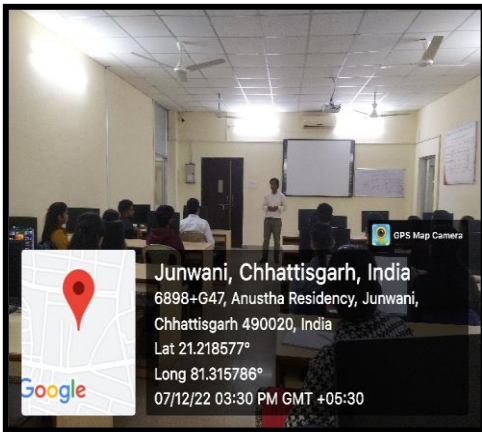 GPS Map Camera
Junwani, Chhattisgarh, India
6898+G47, Anustha Residency, Junwani,
Chhattisgarh 490020, India
Lat 21.218577°
Long 81.315786°
07/12/22 03:30 PM GMT +05:30
Google